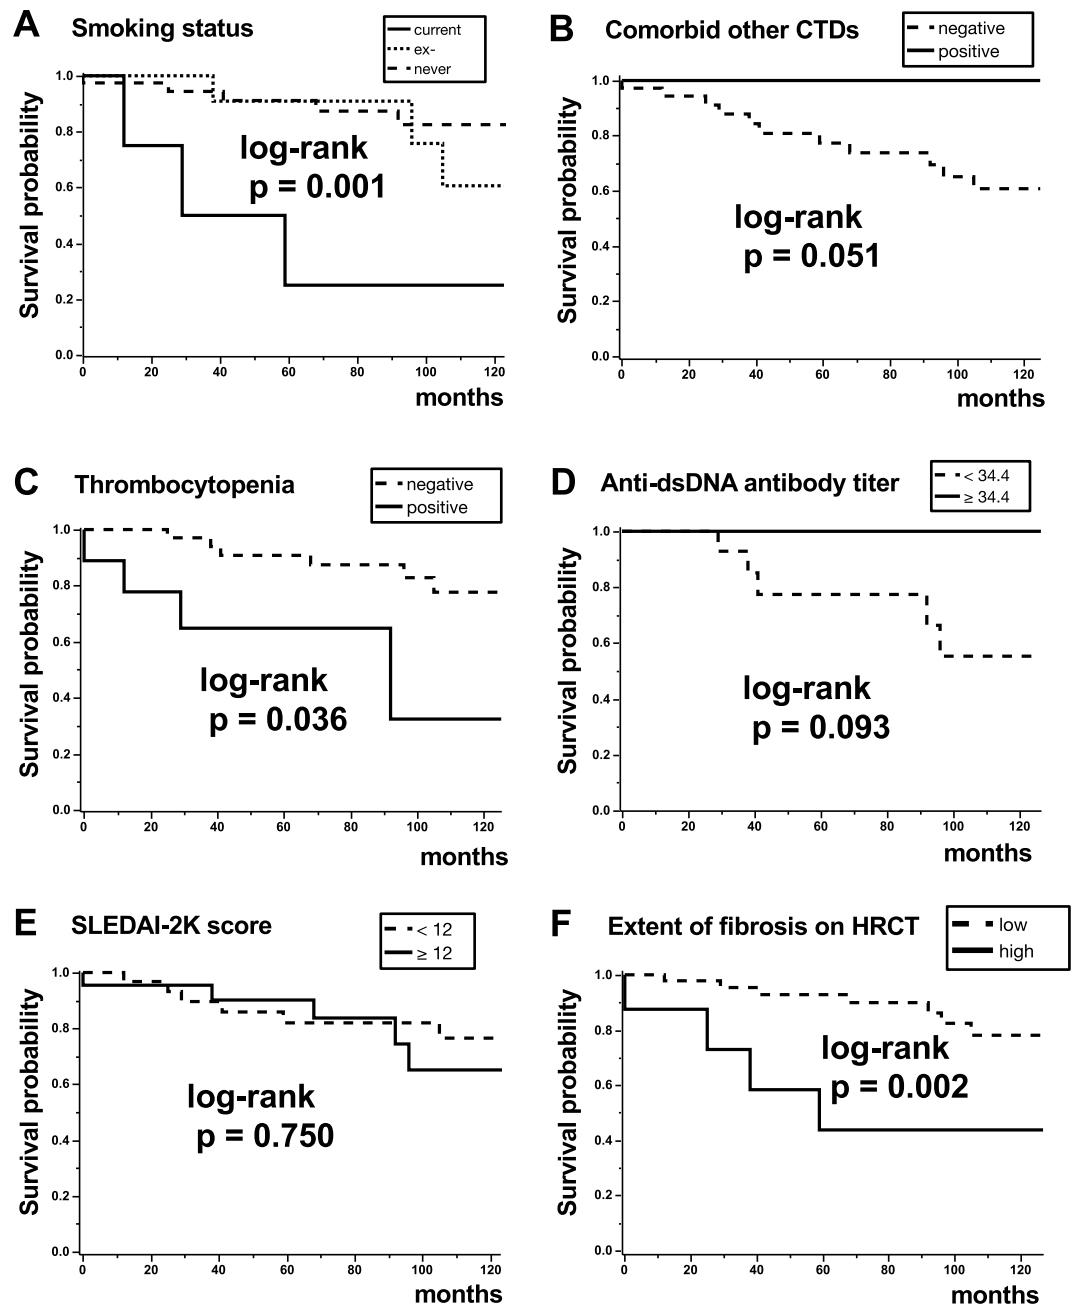 A Smoking status
current
ex-
never
Survival probability
1.0
0.8
0.6
0.4
0.2
0.0
log-rank
p = 0.001
0 20 40 60 80 100 120
months
B Comorbid other CTDs
negative
positive
Survival probability
1.0
0.8
0.6
0.4
0.2
0.0
log-rank
p = 0.051
0 20 40 60 80 100 120
months
C Thrombocytopenia
negative
positive
Survival probability
1.0
0.8
0.6
0.4
0.2
0.0
log-rank
p = 0.036
0 20 40 60 80 100 120
months
D Anti-dsDNA antibody titer
< 34.4
≥ 34.4
Survival probability
1.0
0.8
0.6
0.4
0.2
0.0
log-rank
p = 0.093
0 20 40 60 80 100 120
months
E SLEDAI-2K score
< 12
≥ 12
Survival probability
1.0
0.8
0.6
0.4
0.2
0.0
log-rank
p = 0.750
0 20 40 60 80 100 120
months
F Extent of fibrosis on HRCT
low
high
Survival probability
1.0
0.8
0.6
0.4
0.2
0.0
log-rank
p = 0.002
0 20 40 60 80 100 120
months